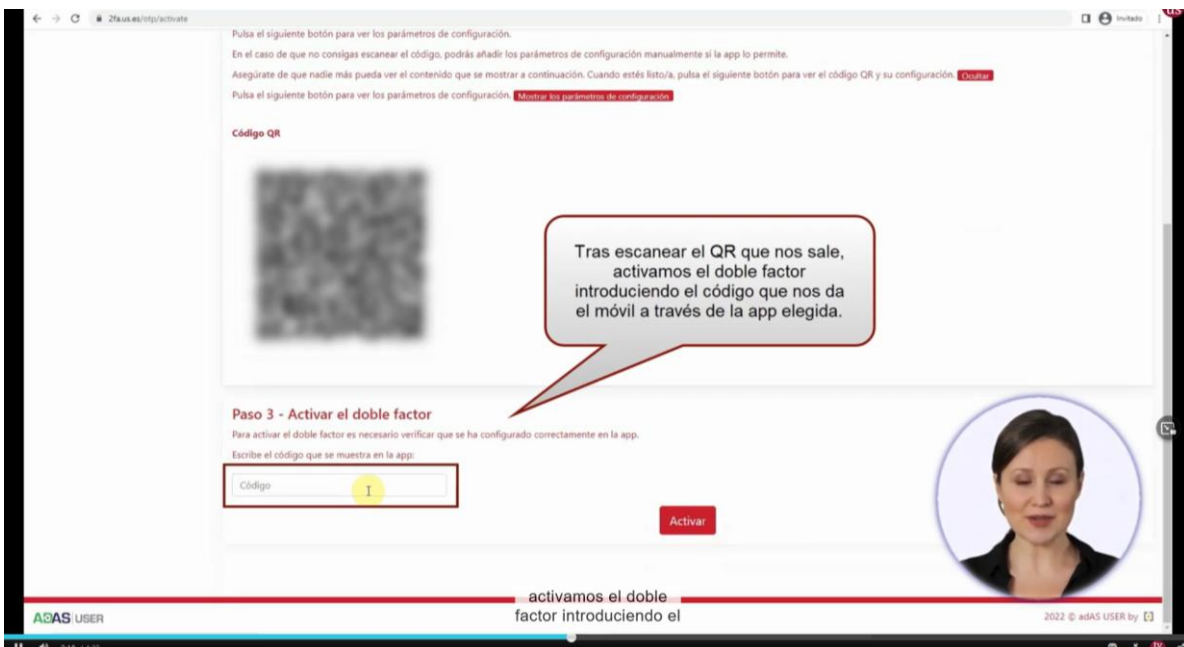 us
2fa.us.es/otp/activate
Invitado
Pulsa el siguiente botón para ver los parámetros de configuración.
En el caso de que no consigas escanear el código, podrás añadir los parámetros de configuración manualmente si la app lo permite.
Asegúrate de que nadie más pueda ver el contenido que se mostrar a continuación. Cuando estés listo/a, pulsa el siguiente botón para ver el código QR y su configuración. Ocultar
Pulsa el siguiente botón para ver los parámetros de configuración. Mostrar los parámetros de configuración
Código QR
Tras escanear el QR que nos sale,
activamos el doble factor
introduciendo el código que nos da
el móvil a través de la app elegida.
Paso 3 - Activar el doble factor
Para activar el doble factor es necesario verificar que se ha configurado correctamente en la app.
Escribe el código que se muestra en la app:
Código
Activar
activamos el doble
factor introduciendo el
ADAS USER
2022 © adAS USER by